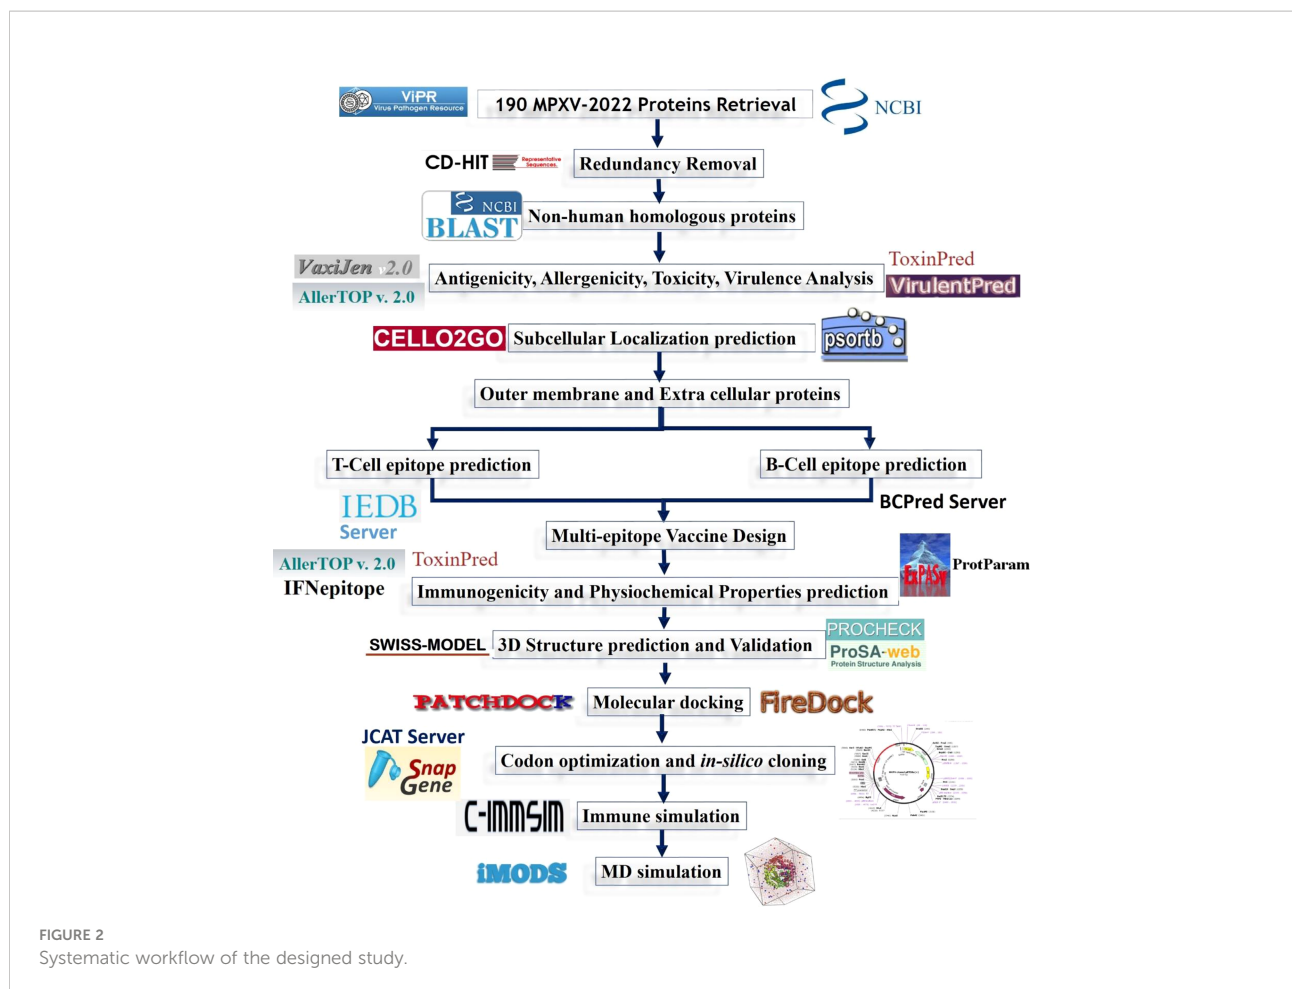 ViPR
Virus Pathogen Resource
190 MPXV-2022 Proteins Retrieval
NCBI
CD-HIT
Representative
Sequences.
Redundancy Removal
NCBI
BLAST
Non-human homologous proteins
VaxiJen v2.0
AllerTOP v. 2.0
Antigenicity, Allergenicity, Toxicity, Virulence Analysis
ToxinPred
VirulentPred
CELLO2GO
Subcellular Localization prediction
psortb
Outer membrane and Extra cellular proteins
T-Cell epitope prediction
B-Cell epitope prediction
IEDB
Server
BCPred Server
Multi-epitope Vaccine Design
AllerTOP v. 2.0
ToxinPred
IFNepitope
Immunogenicity and Physiochemical Properties prediction
ExPASy
ProtParam
SWISS-MODEL
3D Structure prediction and Validation
PROCHECK
ProSA-web
Protein Structure Analysis
PATCHDOCK
Molecular docking
FireDock
JCAT Server
Snap
Gene
Codon optimization and in-silico cloning
C-IMMSIM
Immune simulation
iMODS
MD simulation
FIGURE 2
Systematic workflow of the designed study.